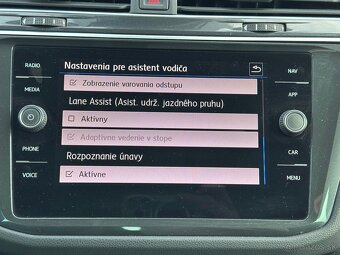 Nastavenia pre asistent vodiča
Zobrazenie varovania odstupu
Lane Assist (Asist. udrž. jazdného pruhu)
Aktívny
Adaptívne vedenie v stope
Rozpoznanie únavy
Aktívne
RADIO
MEDIA
PHONE
VOICE
NAV
APP
CAR
MENU